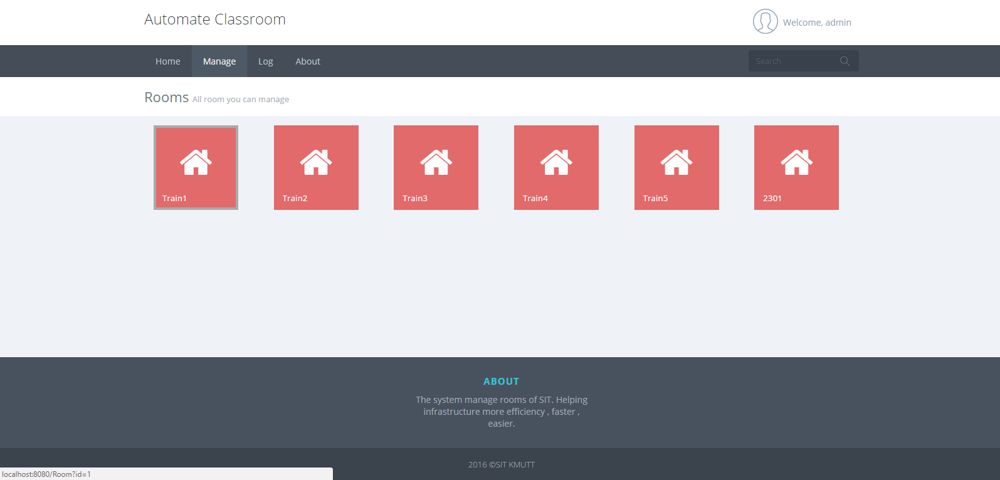 Automate Classroom
Welcome, admin
Home Manage Log About
Search
Rooms All room you can manage
Train1 Train2 Train3 Train4 Train5 2301
ABOUT
The system manage rooms of SIT. Helping
infrastructure more efficiency , faster ,
easier.
2016 ©SIT KMUTT
localhost:8080/Room?id=1